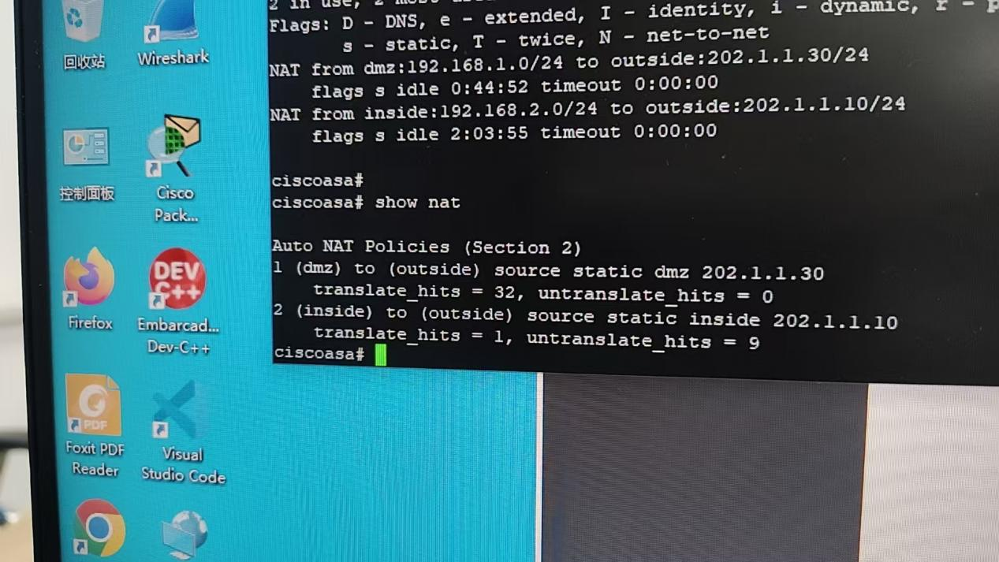 回收站
Wireshark
控制面板
Cisco
Pack...
Firefox
DEV
C++
Embarcad...
Dev-C++
PDF
Foxit PDF
Reader
Visual
Studio Code
2 in use, 2 most
Flags: D - DNS, e - extended, I - identity, i - dynamic, r - p
s - static, T - twice, N - net-to-net
NAT from dmz:192.168.1.0/24 to outside:202.1.1.30/24
flags s idle 0:44:52 timeout 0:00:00
NAT from inside:192.168.2.0/24 to outside:202.1.1.10/24
flags s idle 2:03:55 timeout 0:00:00
ciscoasa#
ciscoasa# show nat
Auto NAT Policies (Section 2)
1 (dmz) to (outside) source static dmz 202.1.1.30
translate_hits = 32, untranslate_hits = 0
2 (inside) to (outside) source static inside 202.1.1.10
translate_hits = 1, untranslate_hits = 9
ciscoasa#